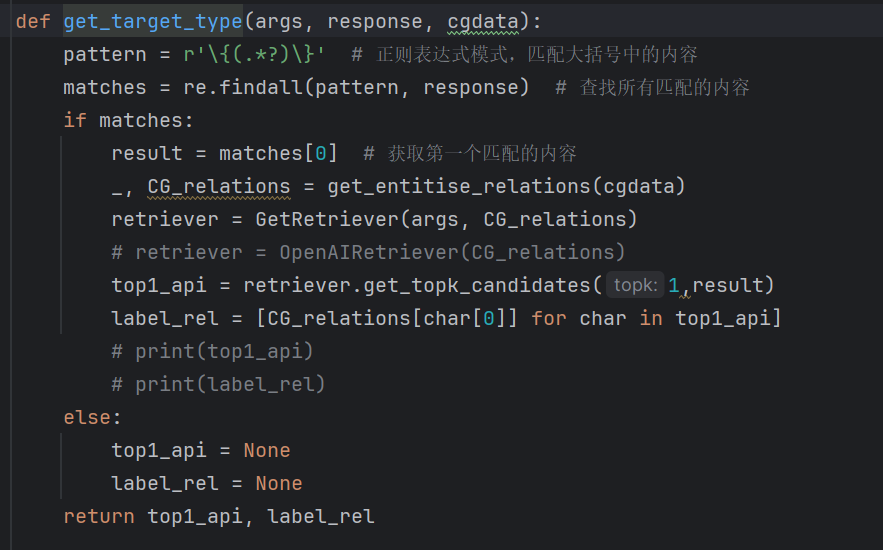 def get_target_type(args, response, cgdata):
    pattern = r'\{(.*?)\}'  # 正则表达式模式，匹配大括号中的内容
    matches = re.findall(pattern, response)  # 查找所有匹配的内容
    if matches:
        result = matches[0]  # 获取第一个匹配的内容
        _, CG_relations = get_entitise_relations(cgdata)
        retriever = GetRetriever(args, CG_relations)
        # retriever = OpenAIRetriever(CG_relations)
        top1_api = retriever.get_topk_candidates( topk: 1,result)
        label_rel = [CG_relations[char[0]] for char in top1_api]
        # print(top1_api)
        # print(label_rel)
    else:
        top1_api = None
        label_rel = None
    return top1_api, label_rel